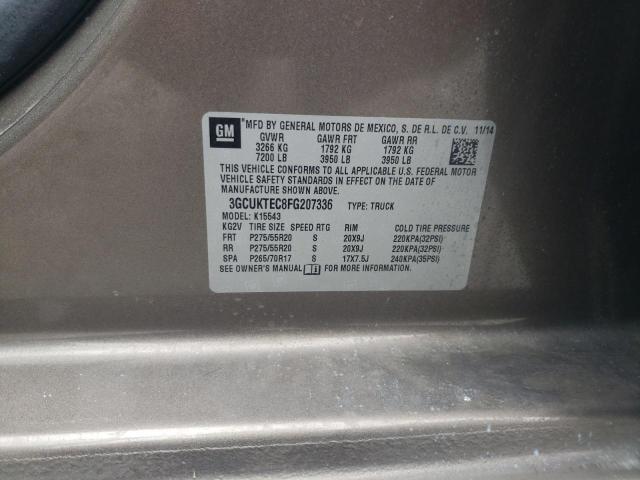 GM
®MFD BY GENERAL MOTORS DE MEXICO, S. DE R.L. DE C.V. 11/14
GVWR GAWR FRT GAWR RR
3266 KG 1792 KG 1792 KG
7200 LB 3950 LB 3950 LB
THIS VEHICLE CONFORMS TO ALL APPLICABLE U.S. FEDERAL MOTOR
VEHICLE SAFETY STANDARDS IN EFFECT ON THE DATE OF
MANUFACTURE SHOWN ABOVE.
3GCUKTEC8FG207336 TYPE: TRUCK
MODEL: K15543
KG2V TIRE SIZE SPEED RTG RIM COLD TIRE PRESSURE
FRT P275/55R20 S 20X9J 220KPA(32PSI)
RR P275/55R20 S 20X9J 220KPA(32PSI)
SPA P265/70R17 S 17X7.5J 240KPA(35PSI)
SEE OWNER'S MANUAL FOR MORE INFORMATION.